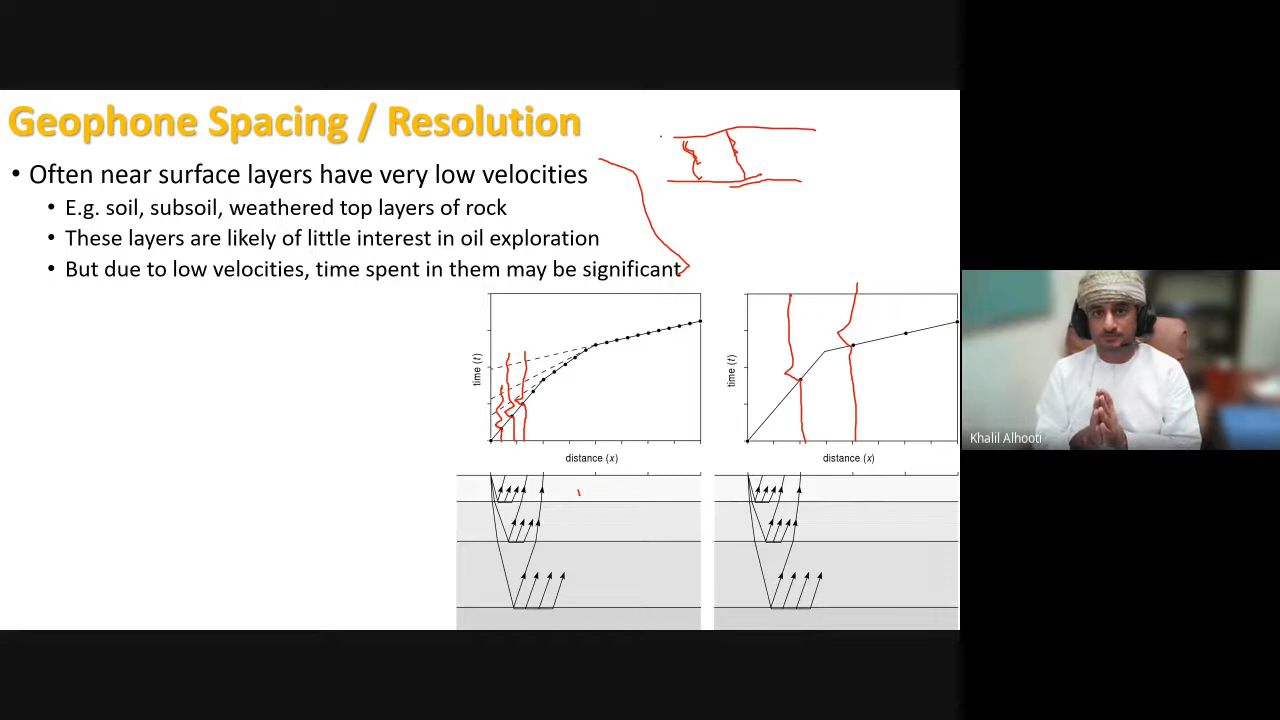 Geophone Spacing / Resolution
• Often near surface layers have very low velocities
• E.g. soil, subsoil, weathered top layers of rock
• These layers are likely of little interest in oil exploration
• But due to low velocities, time spent in them may be significant
time (t)
distance (x)
time (t)
distance (x)
Khalil Alhooti